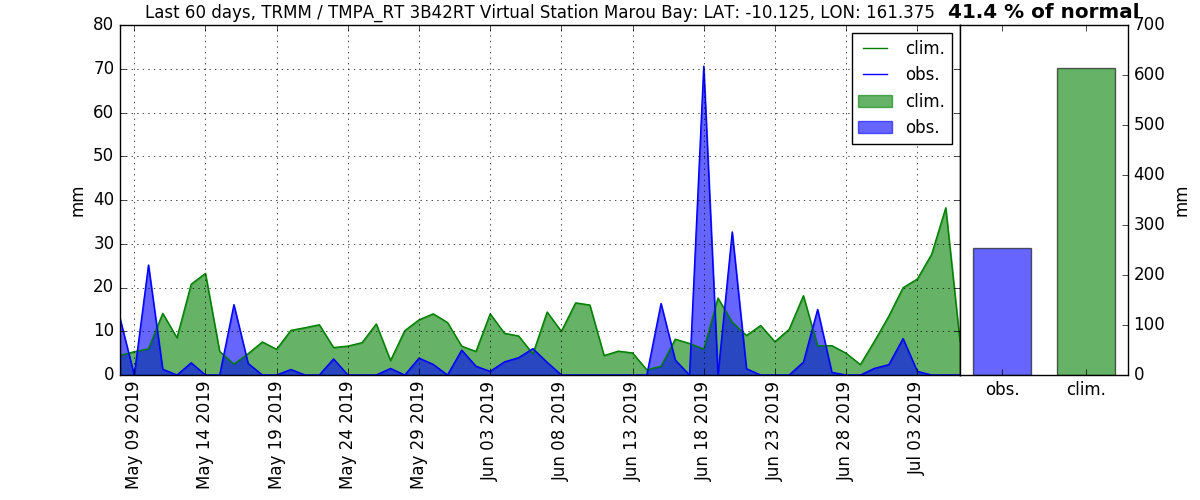 Last 60 days, TRMM / TMPA_RT 3B42RT Virtual Station Marou Bay: LAT: -10.125, LON: 161.375 41.4 % of normal
80
70
60
50
40
30
20
10
0
mm
clim.
obs.
clim.
obs.
May 09 2019
May 14 2019
May 19 2019
May 24 2019
May 29 2019
Jun 03 2019
Jun 08 2019
Jun 13 2019
Jun 18 2019
Jun 23 2019
Jun 28 2019
Jul 03 2019
700
600
500
400
300
200
100
0
mm
obs.
clim.